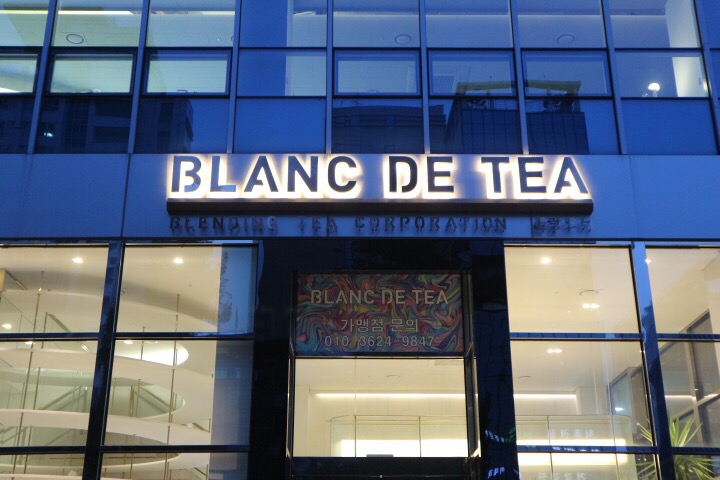 BLANC DE TEA
BLENDING TEA CORPORATION
BLANC DE TEA
가맹점 문의
010 3624-9847